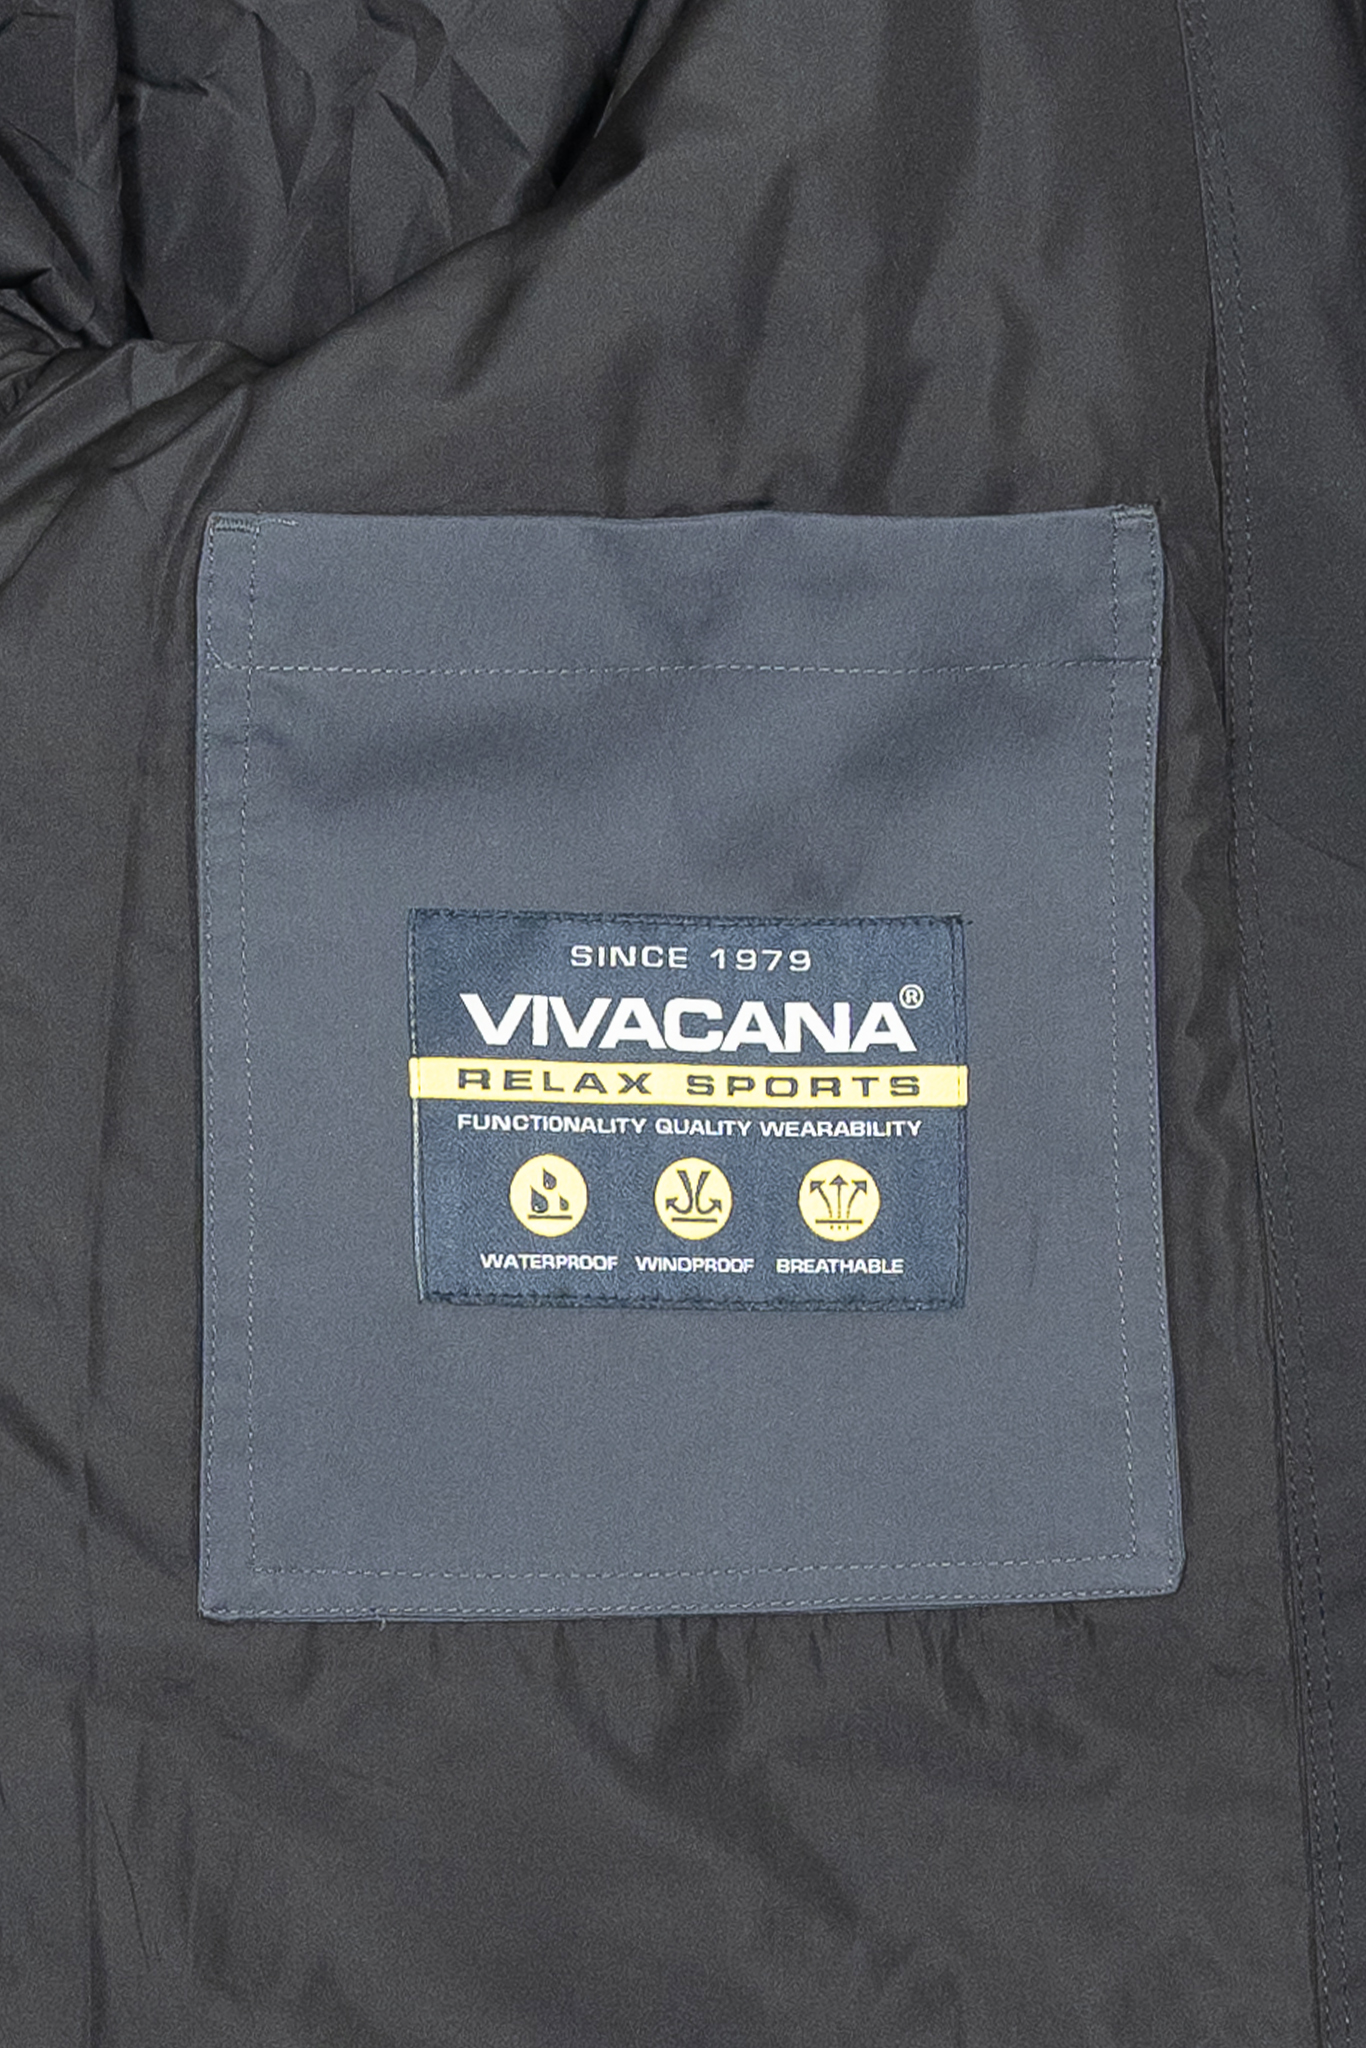 SINCE 1979
VIVACANA®
RELAX SPORTS
FUNCTIONALITY QUALITY WEARABILITY
WATERPROOF WINDPROOF BREATHABLE